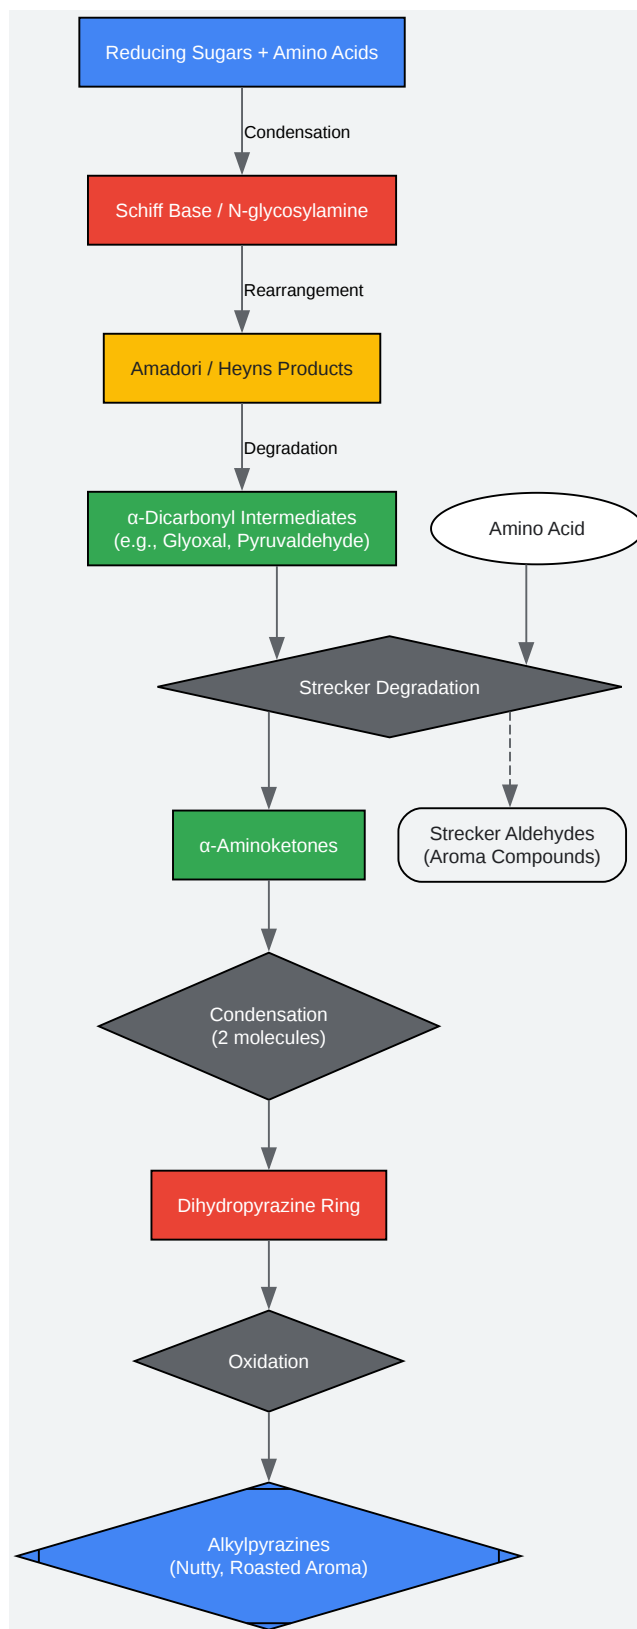 Reducing Sugars + Amino Acids
Condensation
Schiff Base / N-glycosylamine
Rearrangement
Amadori / Heyns Products
Degradation
α-Dicarbonyl Intermediates
(e.g., Glyoxal, Pyruvaldehyde)
Amino Acid
Strecker Degradation
α-Aminoketones
Strecker Aldehydes
(Aroma Compounds)
Condensation
(2 molecules)
Dihydropyrazine Ring
Oxidation
Alkylpyrazines
(Nutty, Roasted Aroma)